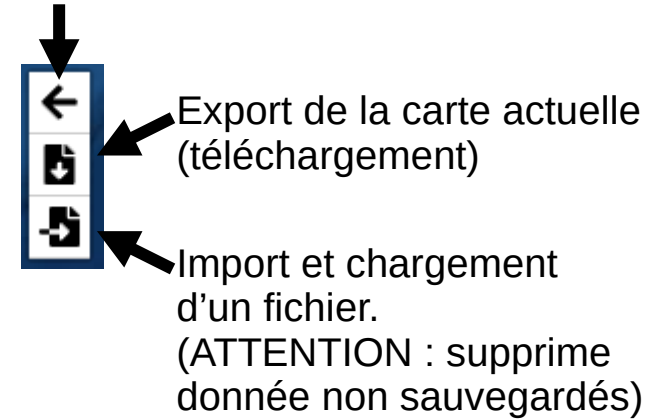 Export de la carte actuelle
(téléchargement)
Import et chargement
d’un fichier.
(ATTENTION : supprime
donnée non sauvegardés)